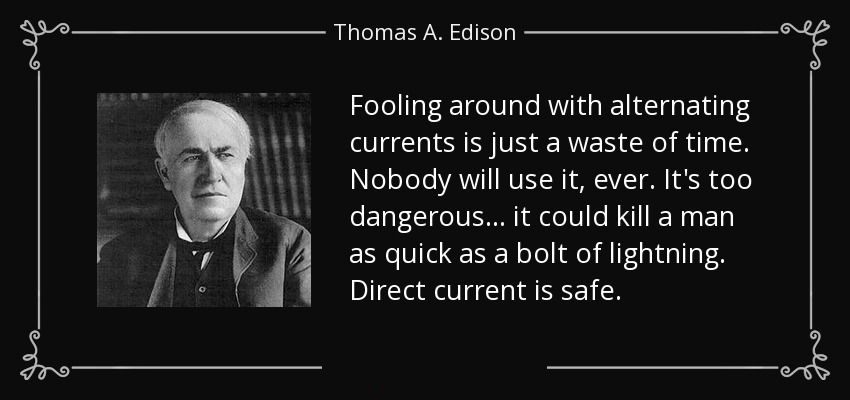 Thomas A. Edison
Fooling around with alternating
currents is just a waste of time.
Nobody will use it, ever. It's too
dangerous... it could kill a man
as quick as a bolt of lightning.
Direct current is safe.